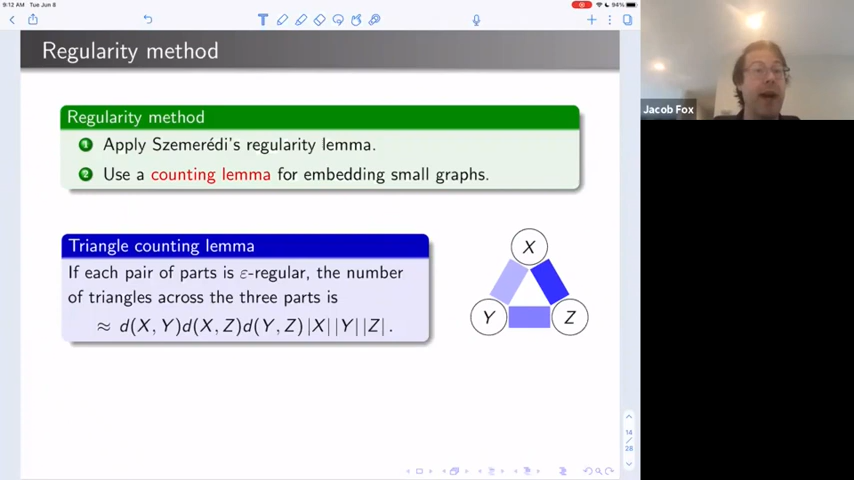 9:12 AM Tue Jun 8
94%
Regularity method
Jacob Fox
Regularity method
1 Apply Szemerédi's regularity lemma.
2 Use a counting lemma for embedding small graphs.
Triangle counting lemma
If each pair of parts is ε-regular, the number
of triangles across the three parts is
≈ d(X, Y)d(X, Z)d(Y, Z)|X||Y||Z|.
X
Y
Z
14
/
28